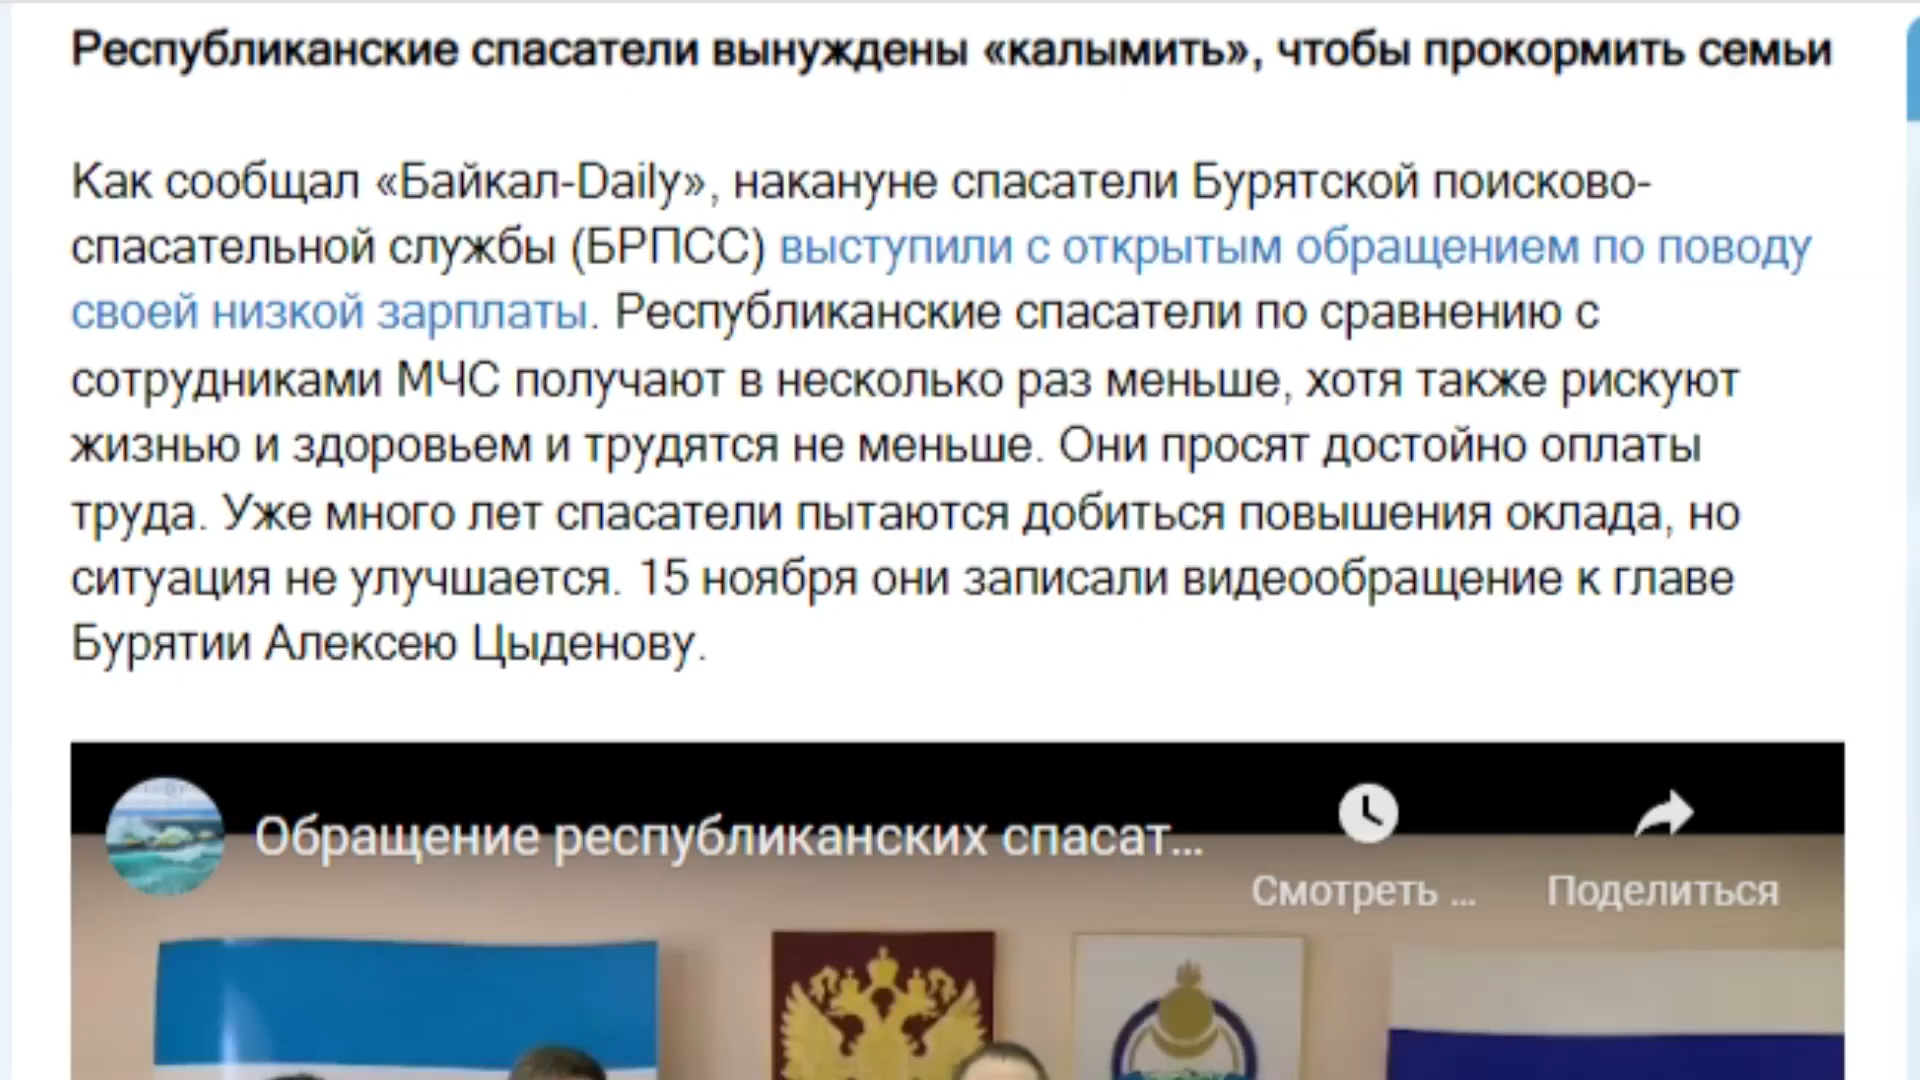 Республиканские спасатели вынуждены «калымить», чтобы прокормить семьи
Как сообщал «Байкал-Daily», накануне спасатели Бурятской поисково-
спасательной службы (БРПСС) выступили с открытым обращением по поводу
своей низкой зарплаты. Республиканские спасатели по сравнению с
сотрудниками МЧС получают в несколько раз меньше, хотя также рискуют
жизнью и здоровьем и трудятся не меньше. Они просят достойно оплаты
труда. Уже много лет спасатели пытаются добиться повышения оклада, но
ситуация не улучшается. 15 ноября они записали видеообращение к главе
Бурятии Алексею Цыденову.
Обращение республиканских спасат...
Смотреть ...
Поделиться